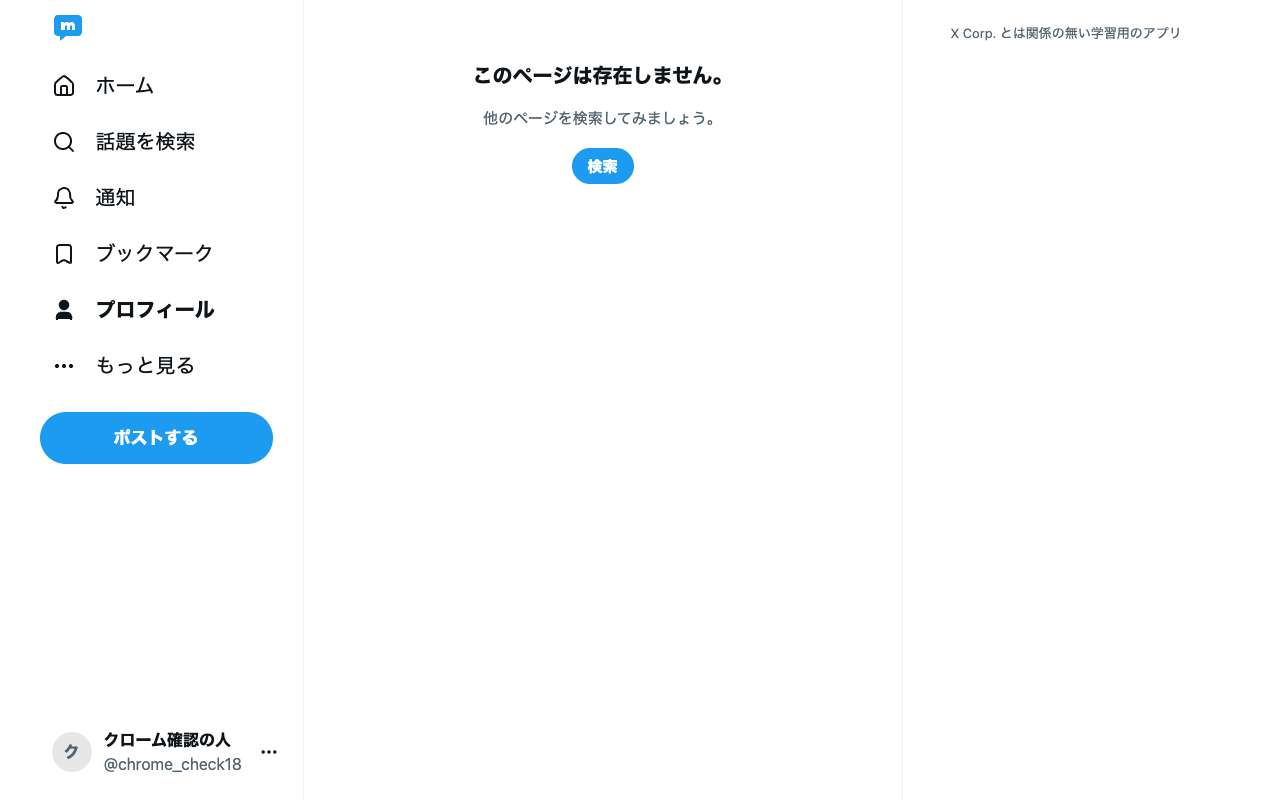 m
ホーム
話題を検索
通知
ブックマーク
プロフィール
もっと見る
ポストする
ク
クローム確認の人
@chrome_check18
このページは存在しません。
他のページを検索してみましょう。
検索
X Corp. とは関係の無い学習用のアプリ